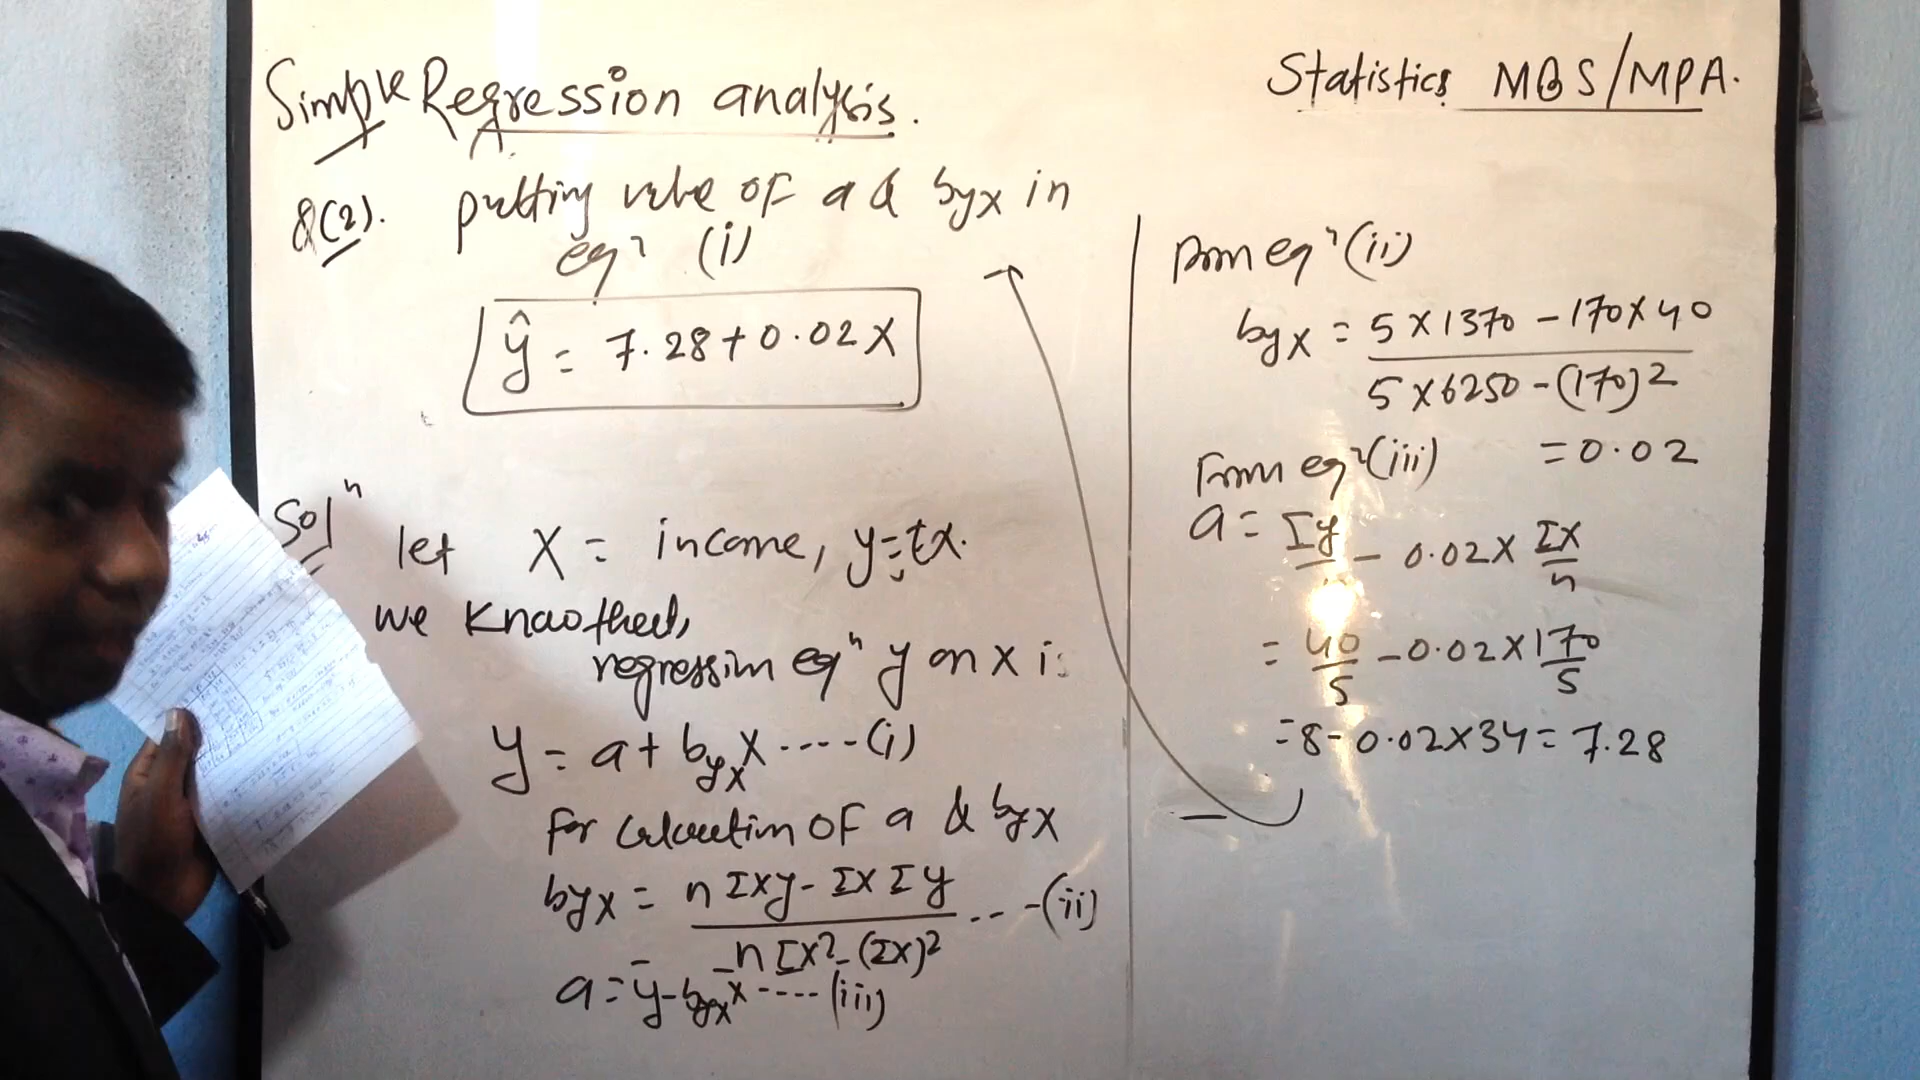 Simple Regression analysis.
Statistics MBS/MPA.
Q(2). putting value of a & byx in
eqⁿ (i)
ŷ = 7.28+0.02X
Solⁿ
let X = income, y=tx.
we know that,
regression eqⁿ y on x is
y = a + byx X ----(i)
For calculation of a & byx
byx = nΣxy - Σx Σy / nΣx² - (Σx)² -- -(ii)
a = ȳ - byx x̄ ---- (iii)
From eqⁿ (ii)
byx = 5 X 1370 - 170 X 40 / 5 X 6250 - (170)2
= 0.02
From eqⁿ (iii)
a = Σy/n - 0.02 X Σx/n
= 40/5 - 0.02 X 170/5
= 8 - 0.02 X 34 = 7.28